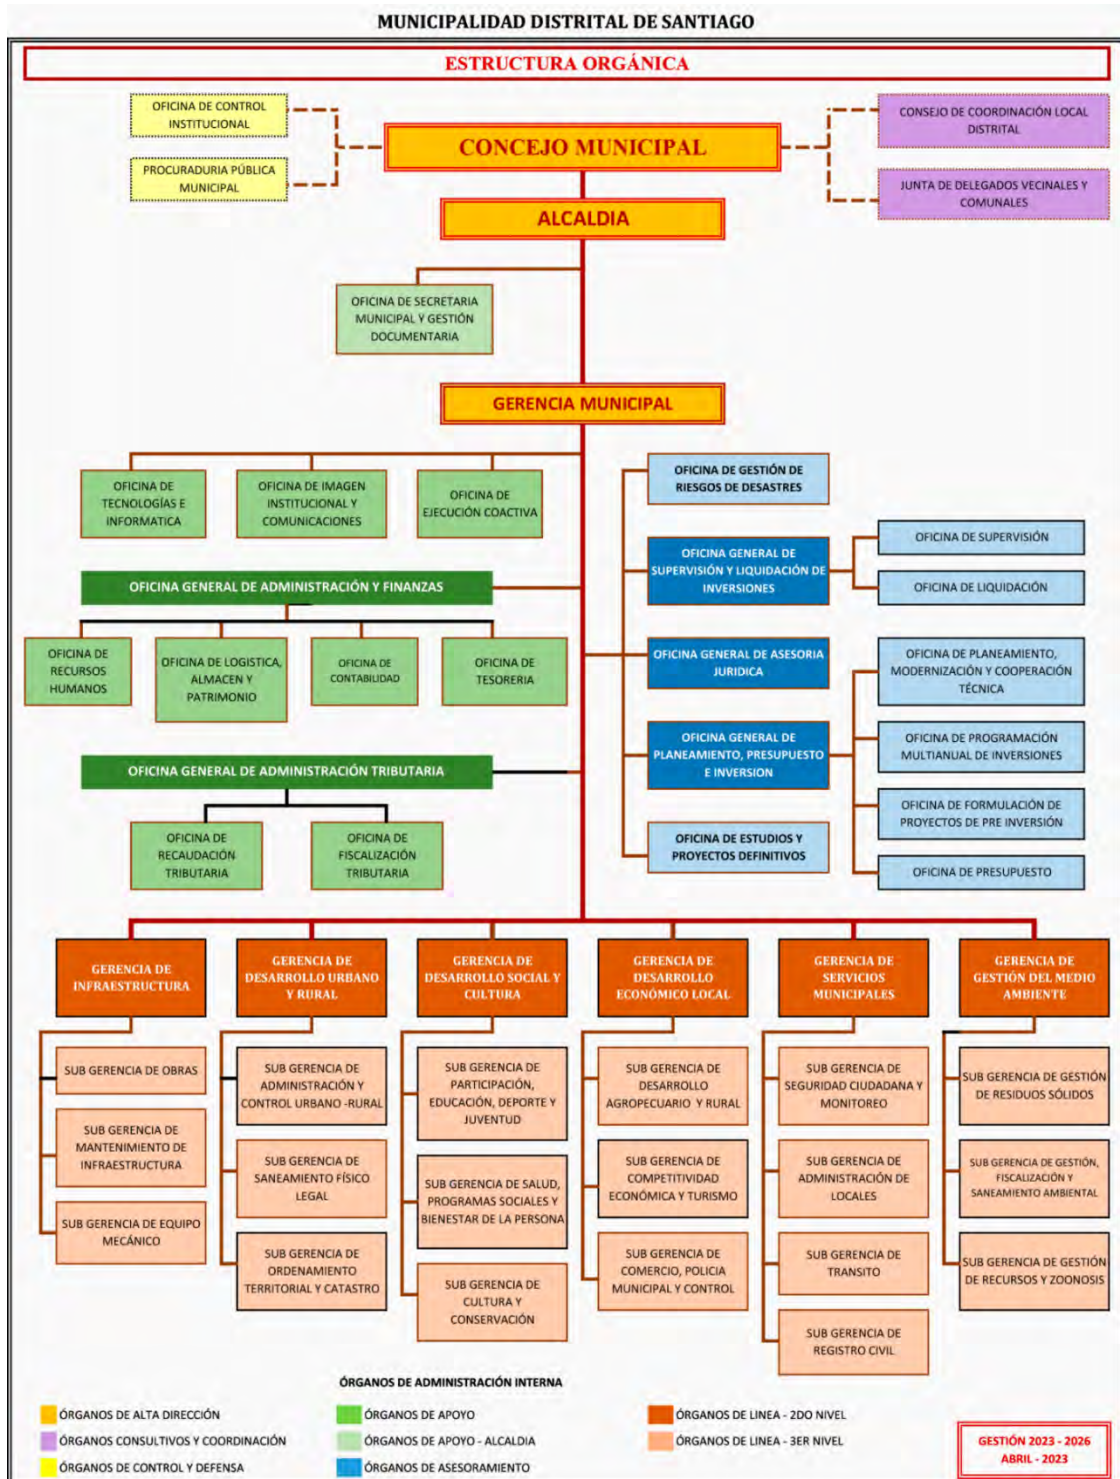 MUNICIPALIDAD DISTRITAL DE SANTIAGO
ESTRUCTURA ORGÁNICA
OFICINA DE CONTROL
INSTITUCIONAL
PROCURADURIA PÚBLICA
MUNICIPAL
CONCEJO MUNICIPAL
CONSEJO DE COORDINACIÓN LOCAL
DISTRITAL
JUNTA DE DELEGADOS VECINALES Y
COMUNALES
ALCALDIA
OFICINA DE SECRETARIA
MUNICIPAL Y GESTIÓN
DOCUMENTARIA
GERENCIA MUNICIPAL
OFICINA DE
TECNOLOGÍAS E
INFORMATICA
OFICINA DE IMAGEN
INSTITUCIONAL Y
COMUNICACIONES
OFICINA DE
EJECUCIÓN COACTIVA
OFICINA GENERAL DE ADMINISTRACIÓN Y FINANZAS
OFICINA DE
RECURSOS
HUMANOS
OFICINA DE LOGISTICA,
ALMACEN Y
PATRIMONIO
OFICINA DE
CONTABILIDAD
OFICINA DE
TESORERIA
OFICINA GENERAL DE ADMINISTRACIÓN TRIBUTARIA
OFICINA DE
RECAUDACIÓN
TRIBUTARIA
OFICINA DE
FISCALIZACIÓN
TRIBUTARIA
OFICINA DE GESTIÓN DE
RIESGOS DE DESASTRES
OFICINA GENERAL DE
SUPERVISIÓN Y LIQUIDACIÓN DE
INVERSIONES
OFICINA DE SUPERVISIÓN
OFICINA DE LIQUIDACIÓN
OFICINA GENERAL DE ASESORIA
JURIDICA
OFICINA GENERAL DE
PLANEAMIENTO, PRESUPUESTO
E INVERSION
OFICINA DE PLANEAMIENTO,
MODERNIZACIÓN Y COOPERACIÓN
TÉCNICA
OFICINA DE PROGRAMACIÓN
MULTIANUAL DE INVERSIONES
OFICINA DE FORMULACIÓN DE
PROYECTOS DE PRE INVERSIÓN
OFICINA DE PRESUPUESTO
OFICINA DE ESTUDIOS Y
PROYECTOS DEFINITIVOS
GERENCIA DE
INFRAESTRUCTURA
SUB GERENCIA DE OBRAS
SUB GERENCIA DE
MANTENIMIENTO DE
INFRAESTRUCTURA
SUB GERENCIA DE EQUIPO
MECÁNICO
GERENCIA DE
DESARROLLO URBANO
Y RURAL
SUB GERENCIA DE
ADMINISTRACIÓN Y
CONTROL URBANO -RURAL
SUB GERENCIA DE
SANEAMIENTO FÍSICO
LEGAL
SUB GERENCIA DE
ORDENAMIENTO
TERRITORIAL Y CATASTRO
GERENCIA DE
DESARROLLO SOCIAL Y
CULTURA
SUB GERENCIA DE
PARTICIPACIÓN,
EDUCACIÓN, DEPORTE Y
JUVENTUD
SUB GERENCIA DE SALUD,
PROGRAMAS SOCIALES Y
BIENESTAR DE LA PERSONA
SUB GERENCIA DE
CULTURA Y
CONSERVACIÓN
GERENCIA DE
DESARROLLO
ECONÓMICO LOCAL
SUB GERENCIA DE
DESARROLLO
AGROPECUARIO Y RURAL
SUB GERENCIA DE
COMPETITIVIDAD
ECONÓMICA Y TURISMO
SUB GERENCIA DE
COMERCIO, POLICIA
MUNICIPAL Y CONTROL
GERENCIA DE
SERVICIOS
MUNICIPALES
SUB GERENCIA DE
SEGURIDAD CIUDADANA Y
MONITOREO
SUB GERENCIA DE
ADMINISTRACIÓN DE
LOCALES
SUB GERENCIA DE
TRANSITO
SUB GERENCIA DE
REGISTRO CIVIL
GERENCIA DE
GESTIÓN DEL MEDIO
AMBIENTE
SUB GERENCIA DE GESTIÓN
DE RESIDUOS SÓLIDOS
SUB GERENCIA DE GESTIÓN,
FISCALIZACIÓN Y
SANEAMIENTO AMBIENTAL
SUB GERENCIA DE GESTIÓN
DE RECURSOS Y ZOONOSIS
ÓRGANOS DE ADMINISTRACIÓN INTERNA
ÓRGANOS DE ALTA DIRECCIÓN
ÓRGANOS CONSULTIVOS Y COORDINACIÓN
ÓRGANOS DE CONTROL Y DEFENSA
ÓRGANOS DE APOYO
ÓRGANOS DE APOYO - ALCALDIA
ÓRGANOS DE ASESORAMIENTO
ÓRGANOS DE LINEA - 2DO NIVEL
ÓRGANOS DE LINEA - 3ER NIVEL
GESTIÓN 2023 - 2026
ABRIL - 2023